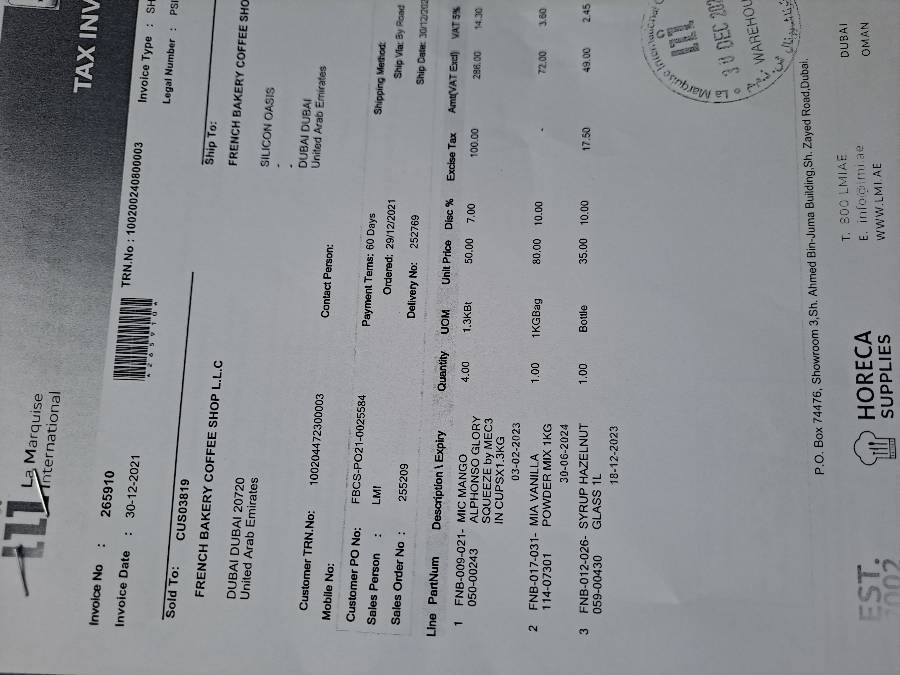 La Marquise
International
TAX INV
Invoice No : 265910
TRN.No : 100200240800003
Invoice Type : SH
Invoice Date : 30-12-2021
A265910A
Legal Number : PSI
Sold To: CUS03819
Ship To:
FRENCH BAKERY COFFEE SHOP L.L.C
FRENCH BAKERY COFFEE SHO
SILICON OASIS
-
-
DUBAI DUBAI 20720
United Arab Emirates
DUBAI DUBAI
United Arab Emirates
Customer TRN.No: 100204472300003
Mobile No:
Contact Person:
Customer PO No: FBCS-PO21-0025584
Payment Tems: 60 Days
Shipping Method:
Sales Person : LMI
Ordered: 29/12/2021
Ship Via: By Road
Sales Order No : 255209
Delivery No: 252769
Ship Date: 30/12/202
Line PartNum Description \ Expiry Quantity UOM Unit Price Disc % Excise Tax Amt(VAT Excl) VAT 5%
1 FNB-009-021- MIC MANGO 4.00 1.3KBt 50.00 7.00 100.00 286.00 14.30
050-00243 ALPHONSO GLORY
SQUEEZE by MEC3
IN CUPSX1.3KG
03-02-2023
2 FNB-017-031- MIA VANILLA 1.00 1KGBag 80.00 10.00 - 72.00 3.60
114-07301 POWDER MIX 1KG
30-06-2024
3 FNB-012-026- SYRUP HAZELNUT 1.00 Bottle 35.00 10.00 17.50 49.00 2.45
059-00430 GLASS 1L
18-12-2023
La Marquise International
30 DEC 202
WAREHOU
P.O. Box 74476, Showroom 3,Sh. Ahmed Bin-Juma Building,Sh. Zayed Road,Dubai.
EST.
2002
HORECA
SUPPLIES
T. 800 LMIAE
E. info@lmi.ae
WWW.LMI.AE
DUBAI
OMAN